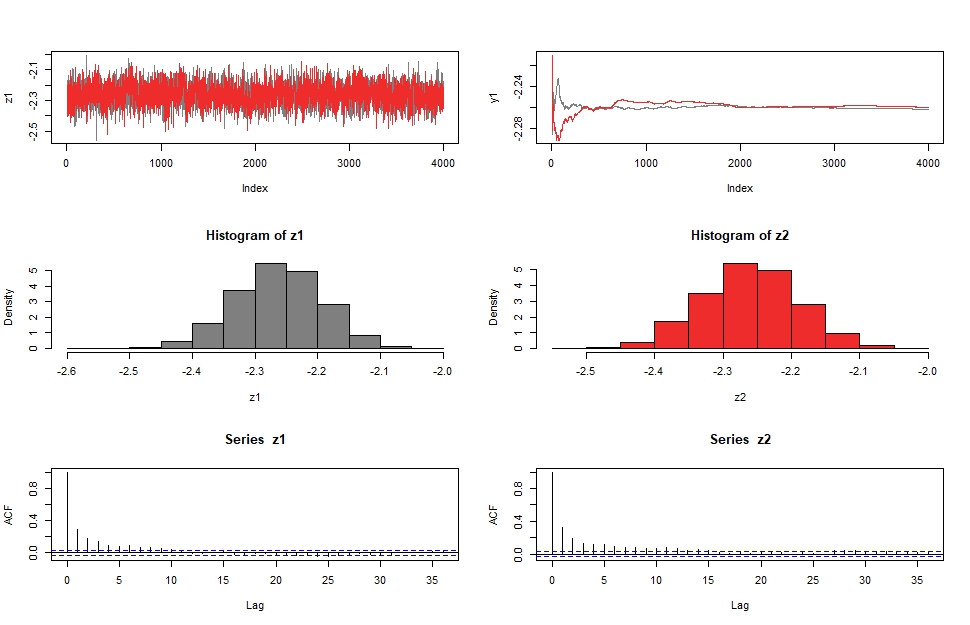 z1
-2.5 -2.3 -2.1
0 1000 2000 3000 4000
Index
y1
-2.28 -2.24
0 1000 2000 3000 4000
Index
Histogram of z1
Density
0 1 2 3 4 5
-2.6 -2.5 -2.4 -2.3 -2.2 -2.1 -2.0
z1
Histogram of z2
Density
0 1 2 3 4 5
-2.5 -2.4 -2.3 -2.2 -2.1 -2.0
z2
Series z1
ACF
0.0 0.4 0.8
0 5 10 15 20 25 30 35
Lag
Series z2
ACF
0.0 0.4 0.8
0 5 10 15 20 25 30 35
Lag